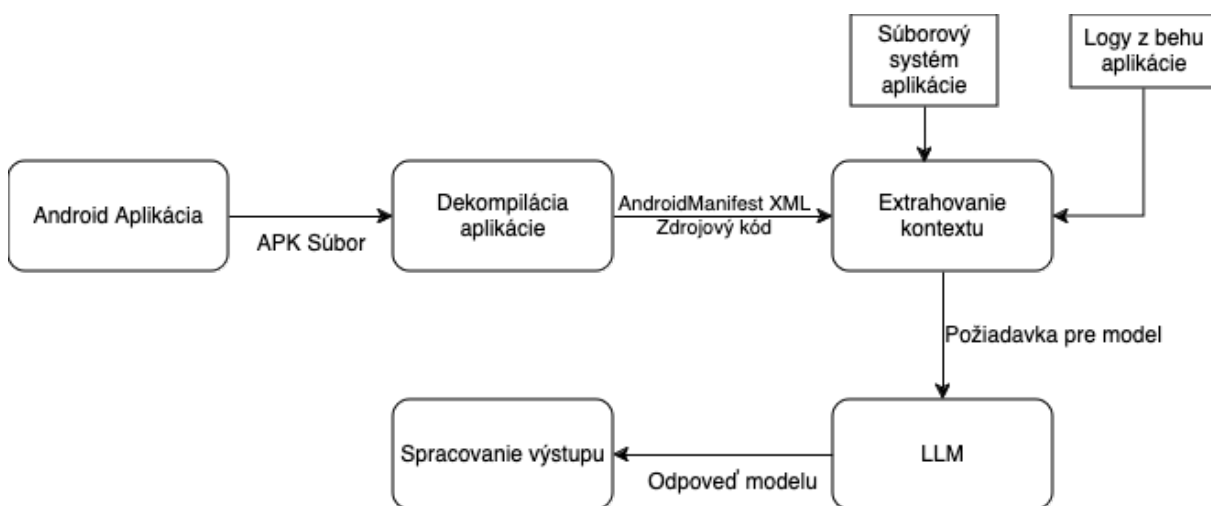 Súborový
systém
aplikácie
Logy z behu
aplikácie
Android Aplikácia
APK Súbor
Dekompilácia
aplikácie
AndroidManifest XML
Zdrojový kód
Extrahovanie
kontextu
Požiadavka pre model
Spracovanie výstupu
Odpoveď modelu
LLM